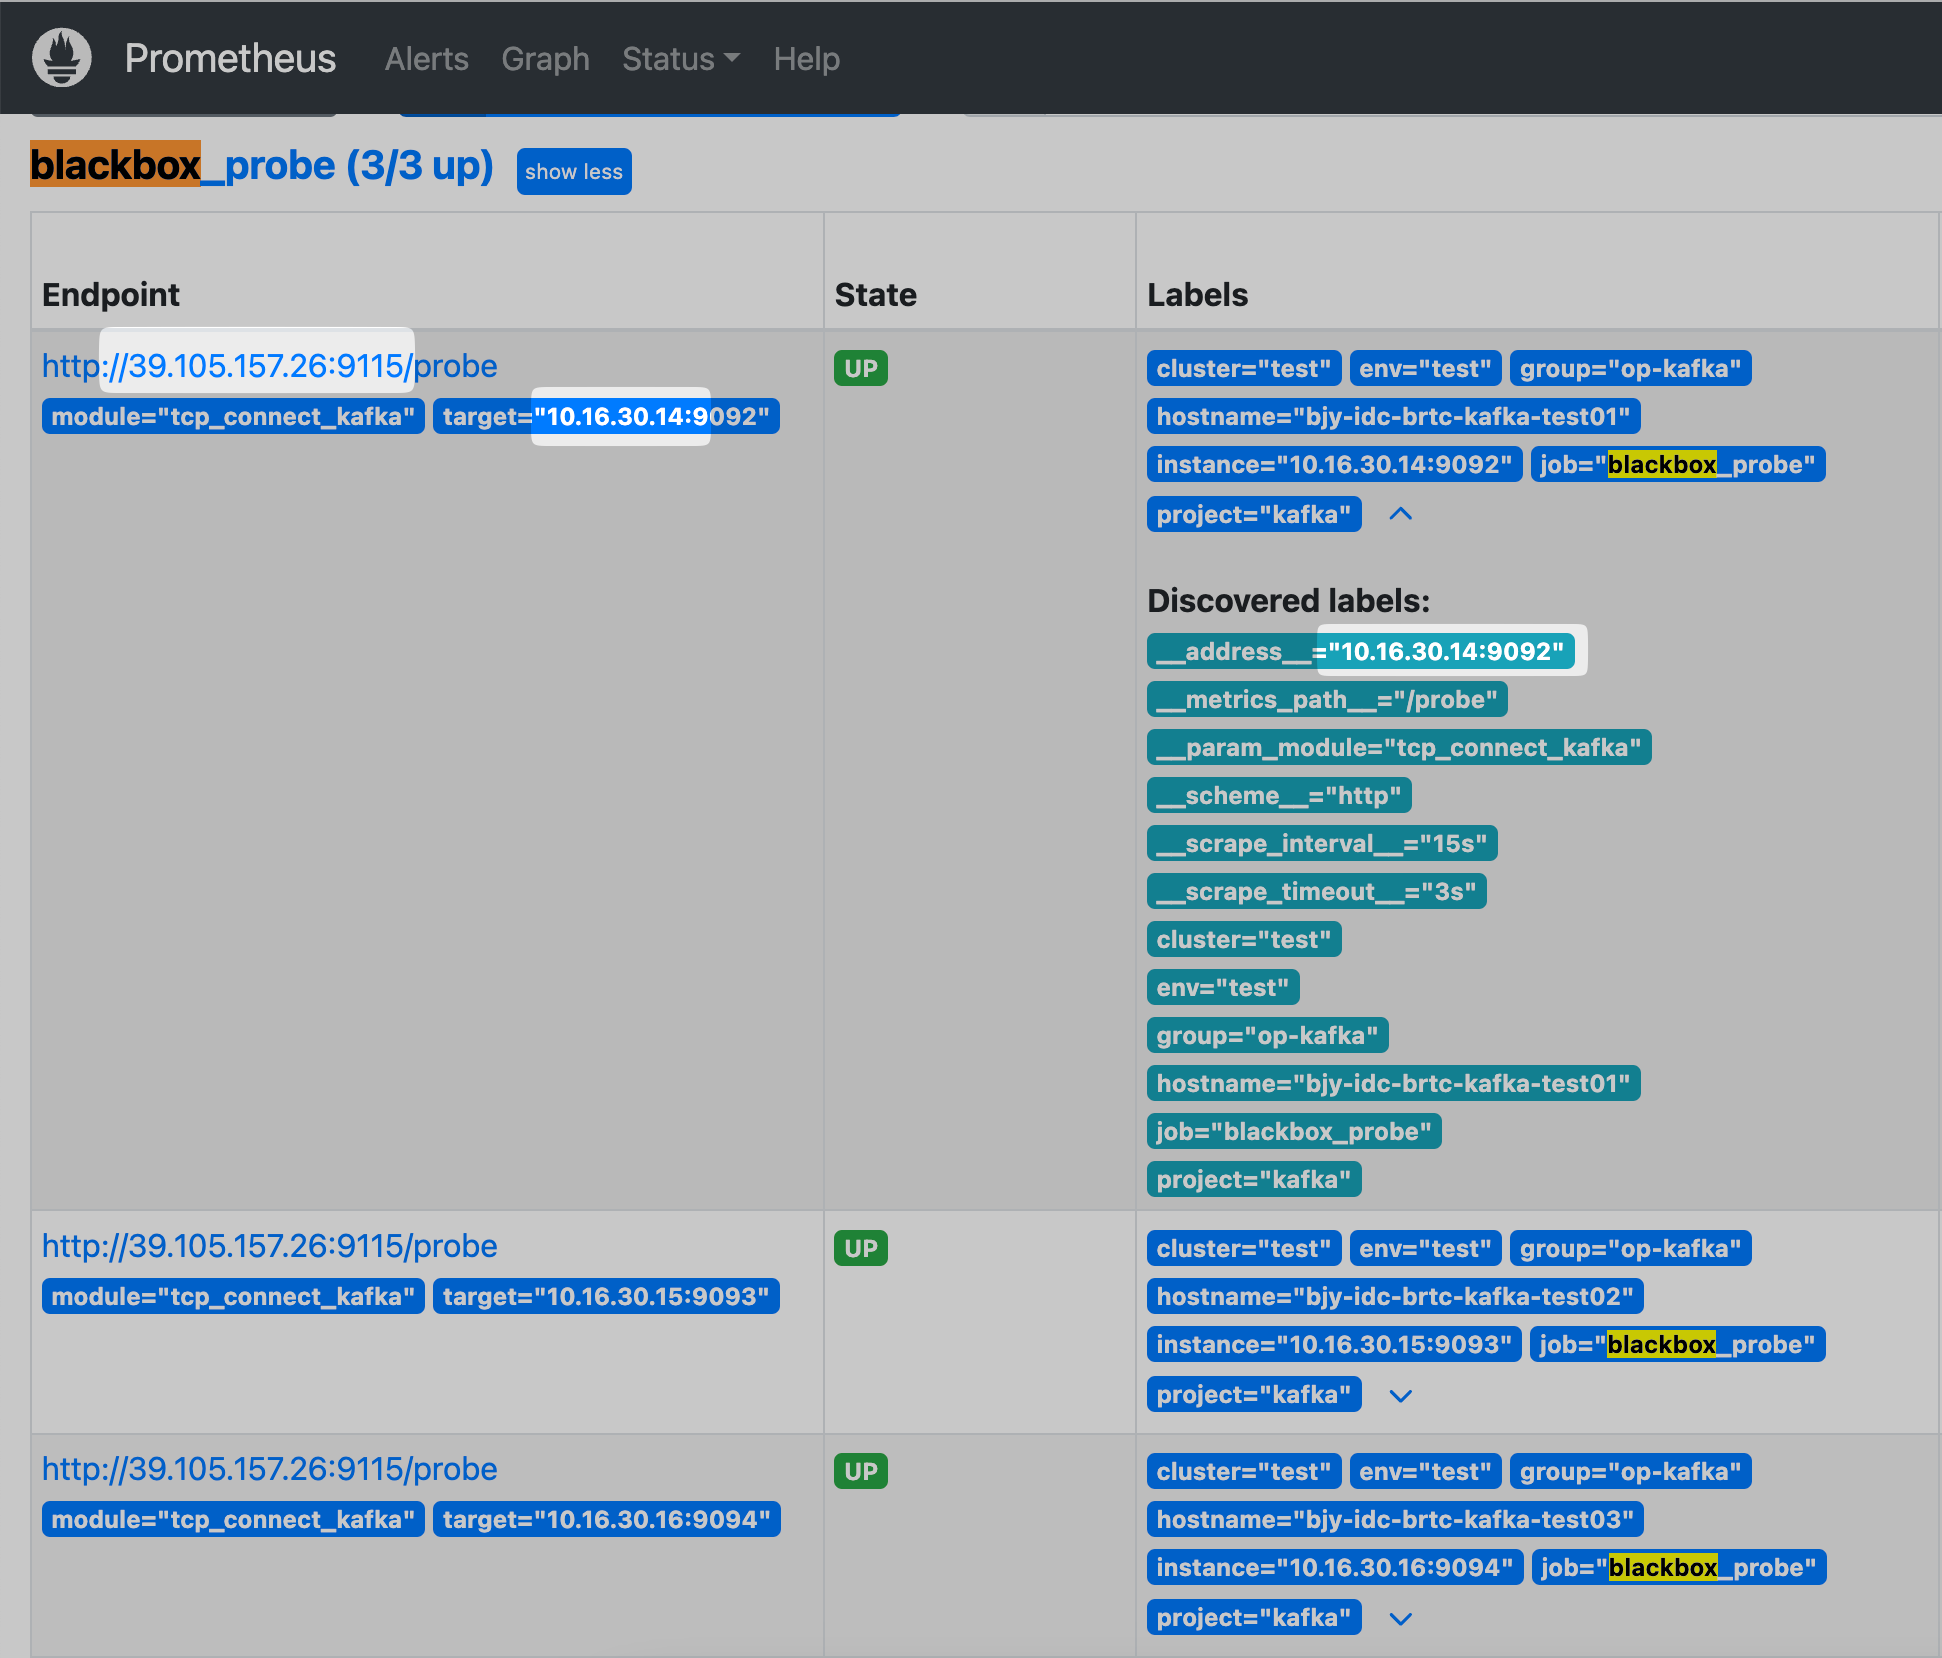 Prometheus Alerts Graph Status Help
blackbox_probe (3/3 up) show less
Endpoint State Labels
http://39.105.157.26:9115/probe
module="tcp_connect_kafka" target="10.16.30.14:9092"
UP
cluster="test" env="test" group="op-kafka"
hostname="bjy-idc-brtc-kafka-test01"
instance="10.16.30.14:9092" job="blackbox_probe"
project="kafka"
Discovered labels:
__address__="10.16.30.14:9092"
__metrics_path__="/probe"
__param_module="tcp_connect_kafka"
__scheme__="http"
__scrape_interval__="15s"
__scrape_timeout__="3s"
cluster="test"
env="test"
group="op-kafka"
hostname="bjy-idc-brtc-kafka-test01"
job="blackbox_probe"
project="kafka"
http://39.105.157.26:9115/probe
module="tcp_connect_kafka" target="10.16.30.15:9093"
UP
cluster="test" env="test" group="op-kafka"
hostname="bjy-idc-brtc-kafka-test02"
instance="10.16.30.15:9093" job="blackbox_probe"
project="kafka"
http://39.105.157.26:9115/probe
module="tcp_connect_kafka" target="10.16.30.16:9094"
UP
cluster="test" env="test" group="op-kafka"
hostname="bjy-idc-brtc-kafka-test03"
instance="10.16.30.16:9094" job="blackbox_probe"
project="kafka"